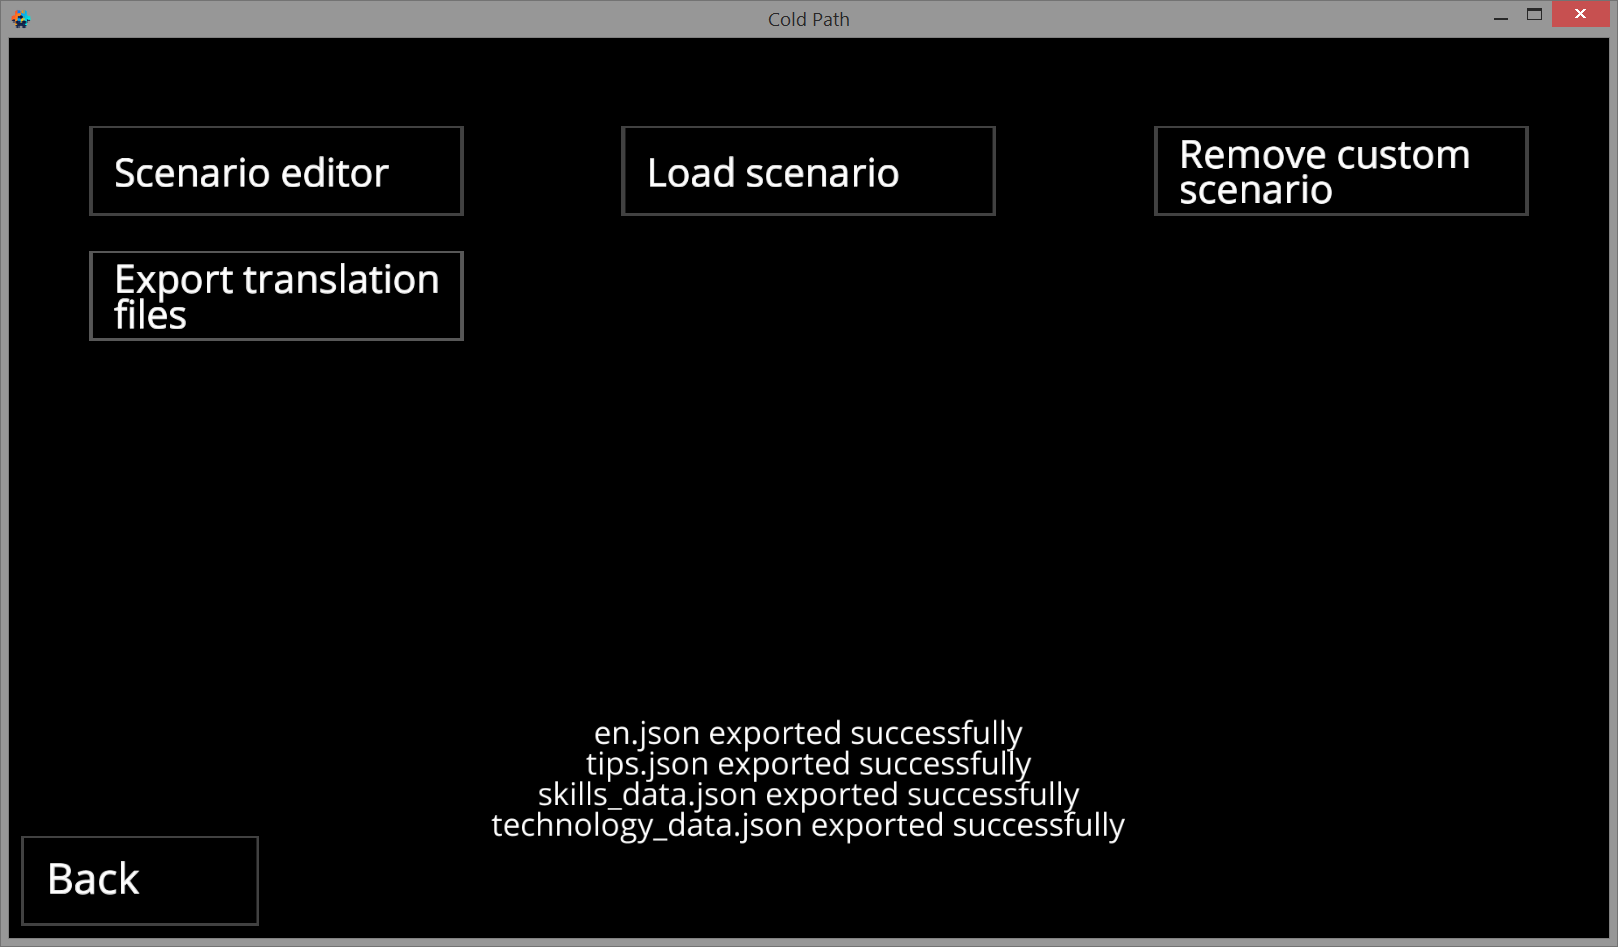 Cold Path
Scenario editor
Load scenario
Remove custom
scenario
Export translation
files
en.json exported successfully
tips.json exported successfully
skills_data.json exported successfully
technology_data.json exported successfully
Back